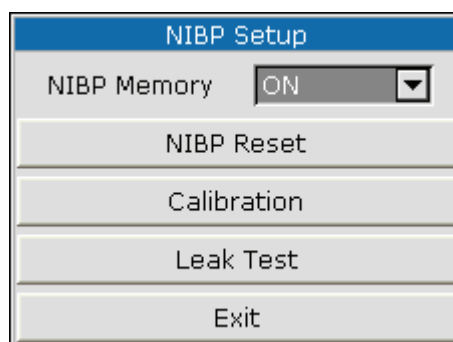 NIBP Setup
NIBP Memory ON
NIBP Reset
Calibration
Leak Test
Exit